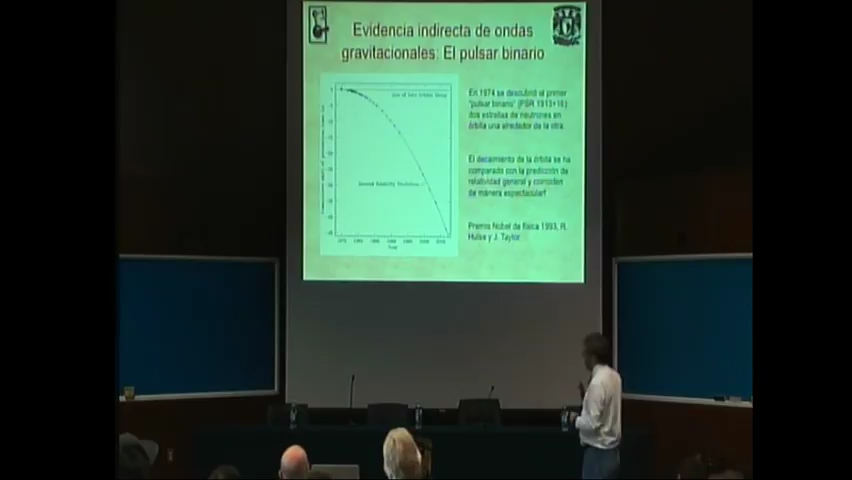 Evidencia indirecta de ondas
gravitacionales: El pulsar binario
En 1974 se descubrió el primer
"pulsar binario" (PSR 1913+16):
dos estrellas de neutrones en
órbita una alrededor de la otra.
El decaimiento de la órbita se ha
comparado con la predicción de
relatividad general y coinciden
de manera espectacular!
Premio Nobel de física 1993, R.
Hulse y J. Taylor
General Relativity Prediction
Year